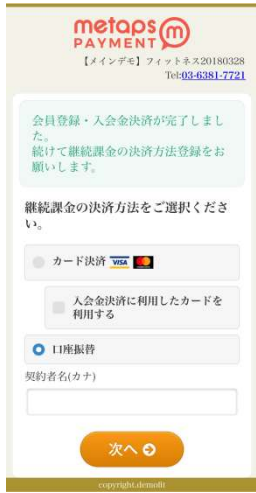 metaps
PAYMENT
【メインデモ】フィットネス20180328
Tel:03-6381-7721
会員登録・入会金決済が完了しまし
た。
続けて継続課金の決済方法登録をお
願いします。
継続課金の決済方法をご選択くださ
い。
カード決済 VISA
入会金決済に利用したカードを
利用する
口座振替
契約者名(カナ)
次へ
copyright.demofit